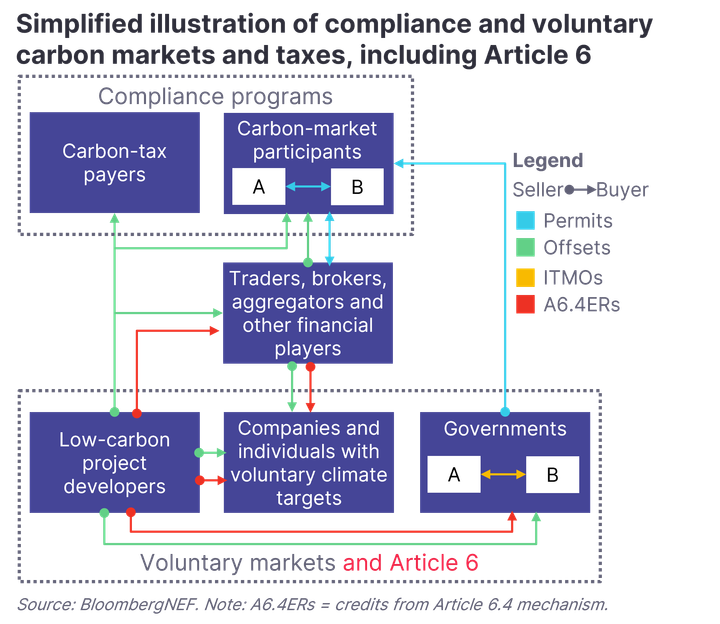 Simplified illustration of compliance and voluntary
carbon markets and taxes, including Article 6
Compliance programs
Carbon-tax
payers
Carbon-market
participants
A
B
Legend
Seller
Buyer
Permits
Offsets
ITMOs
A6.4ERs
Traders, brokers,
aggregators and
other financial
players
Low-carbon
project
developers
Companies and
individuals with
voluntary climate
targets
Governments
A
B
Voluntary markets and Article 6
Source: BloombergNEF. Note: A6.4ERs = credits from Article 6.4 mechanism.